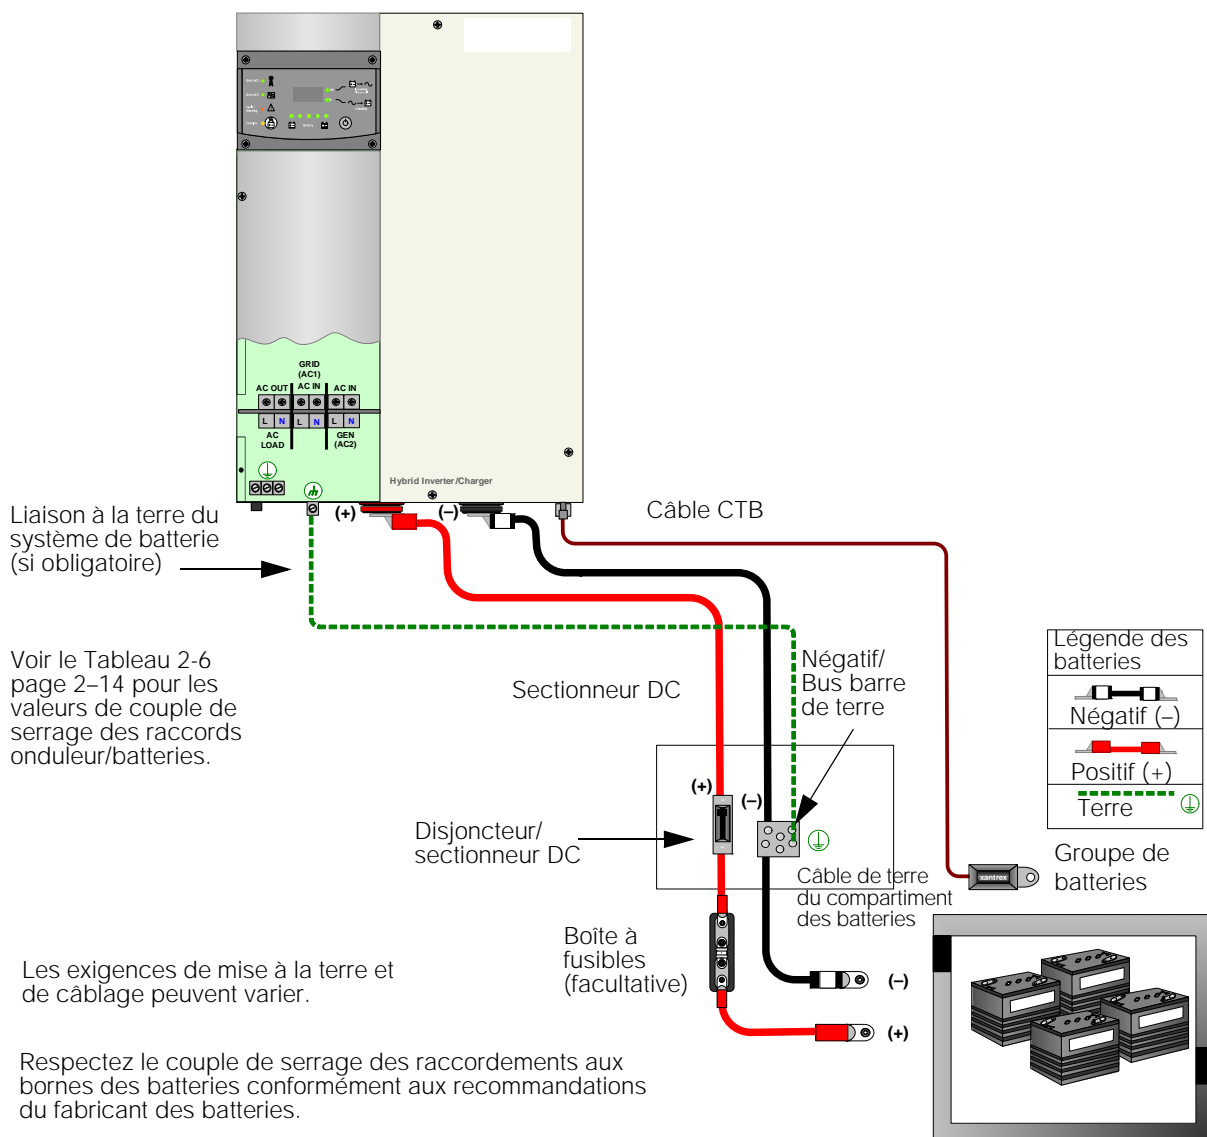 GRID
(AC1)
AC OUT
AC IN
AC IN
L
N
L
N
L
N
AC
LOAD
GEN
(AC2)
Hybrid Inverter/Charger
(+)
(–)
Câble CTB
Liaison à la terre du
système de batterie
(si obligatoire)
Voir le Tableau 2-6
page 2–14 pour les
valeurs de couple de
serrage des raccords
onduleur/batteries.
Sectionneur DC
Négatif/
Bus barre
de terre
Légende des
batteries
Négatif (–)
Positif (+)
Terre
(+)
(–)
Disjoncteur/
sectionneur DC
Câble de terre
du compartiment
des batteries
xantrex
Groupe de
batteries
Boîte à
fusibles
(facultative)
(–)
(+)
Les exigences de mise à la terre et
de câblage peuvent varier.
Respectez le couple de serrage des raccordements aux
bornes des batteries conformément aux recommandations
du fabricant des batteries.